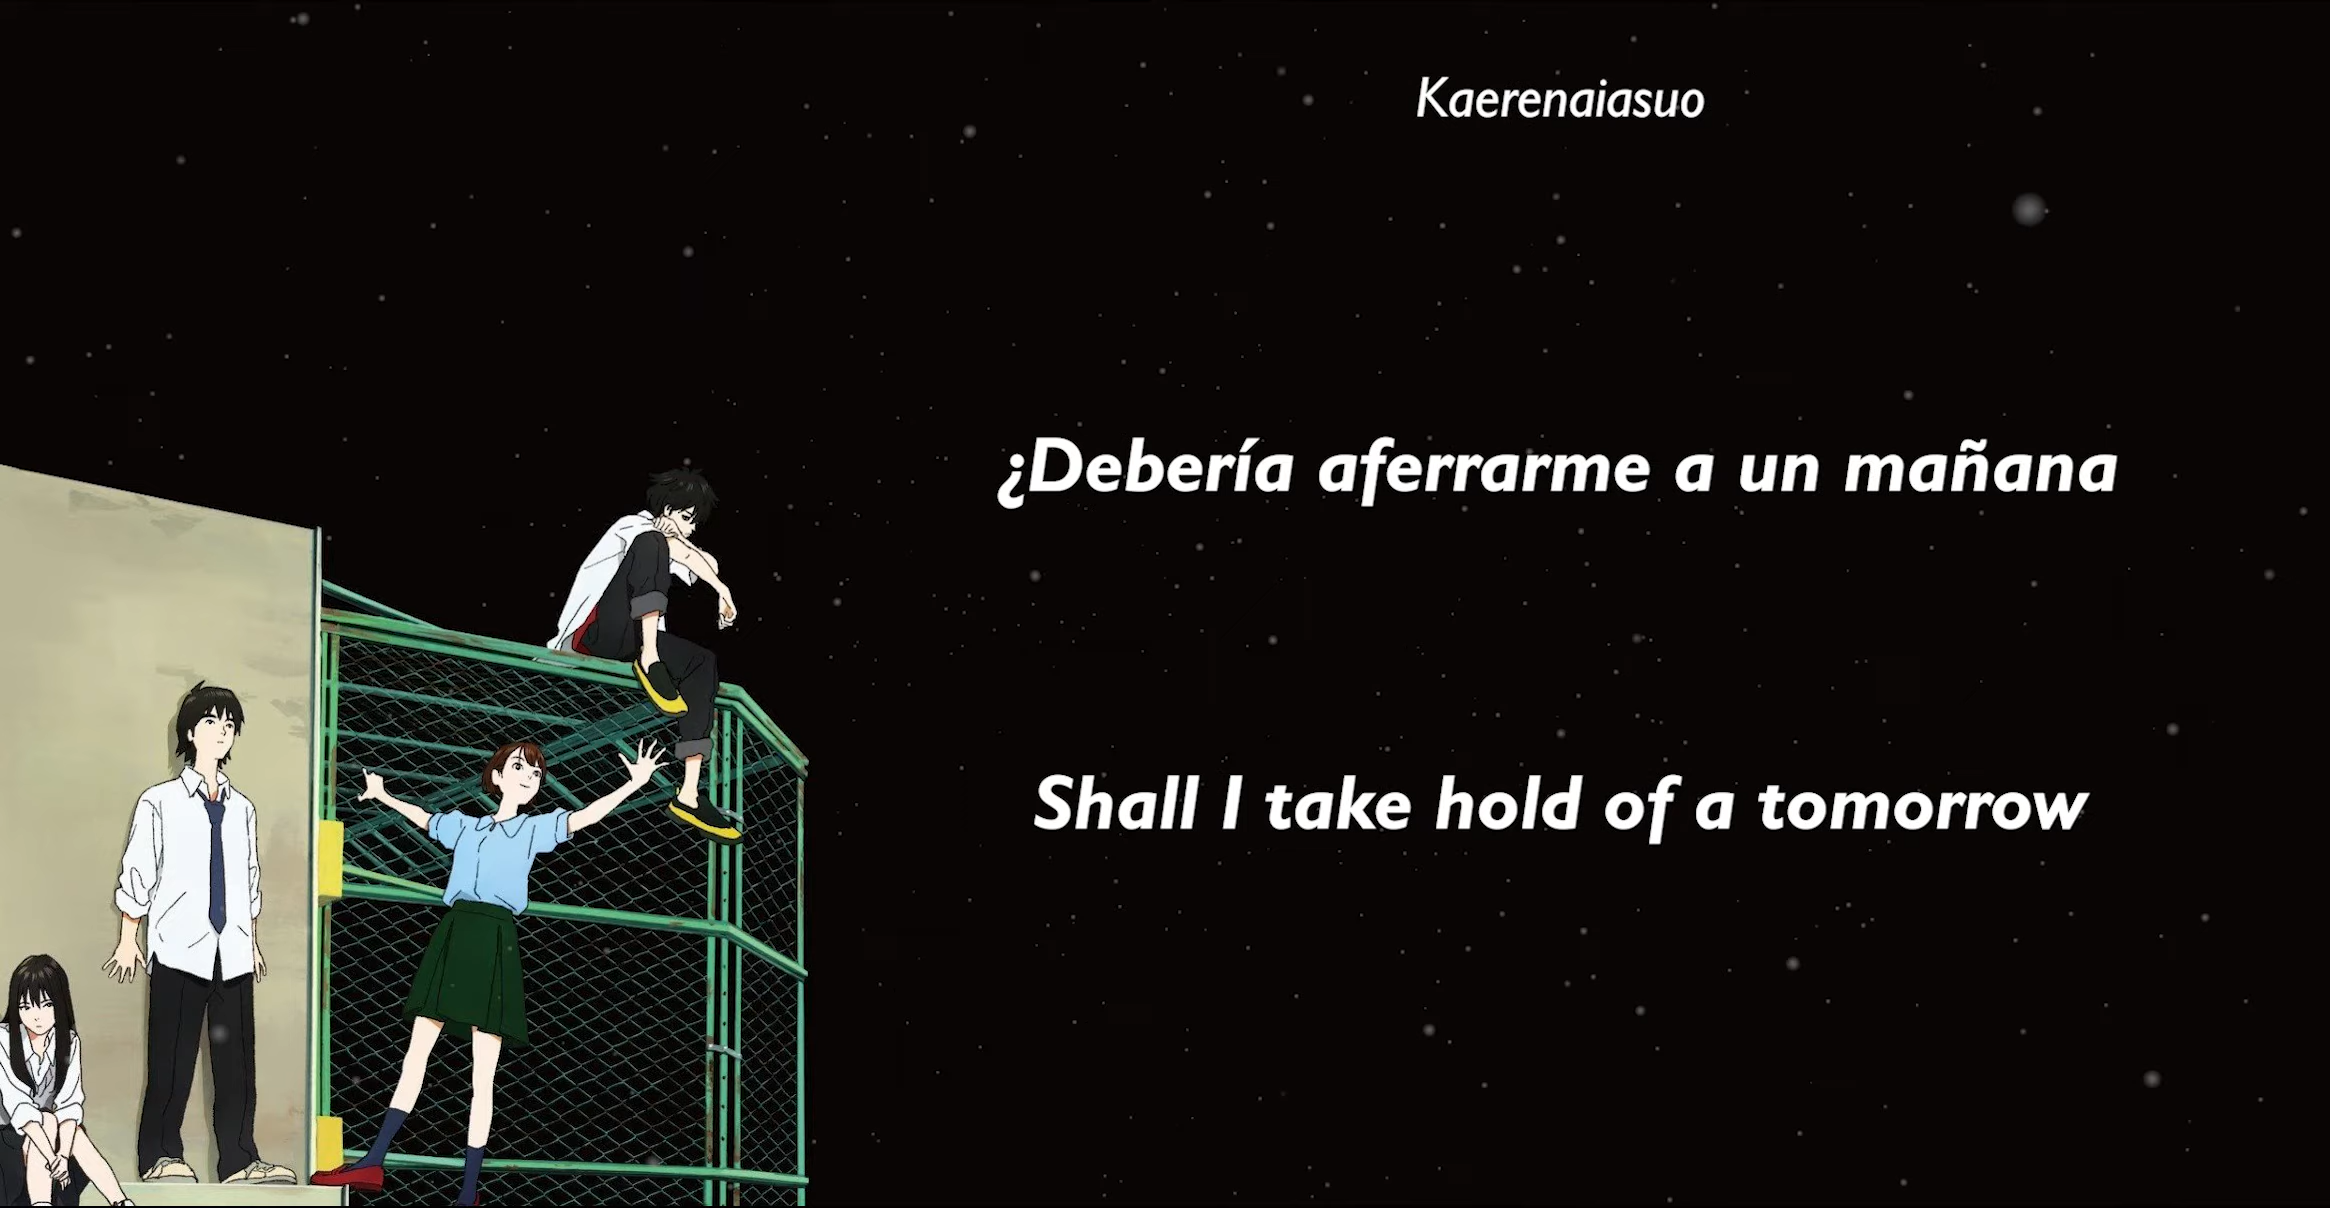 Kaerenaiasuo
¿Debería aferrarme a un mañana
Shall I take hold of a tomorrow